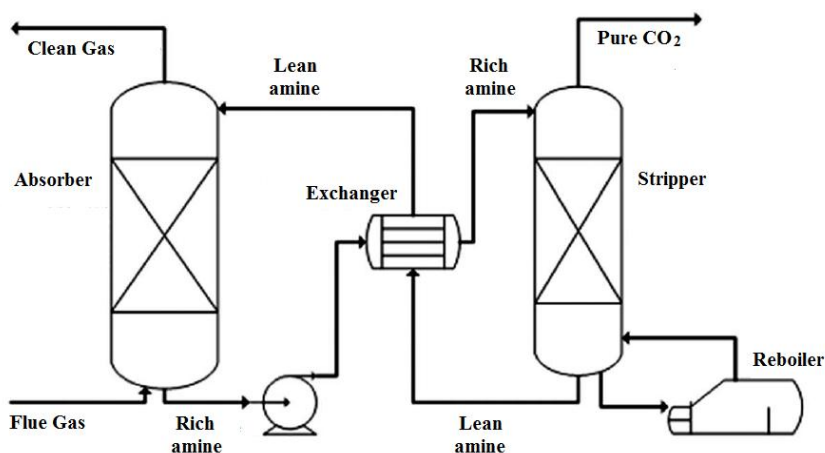 Clean Gas
Pure CO₂
Lean
amine
Rich
amine
Absorber
Exchanger
Stripper
Reboiler
Flue Gas
Rich
amine
Lean
amine